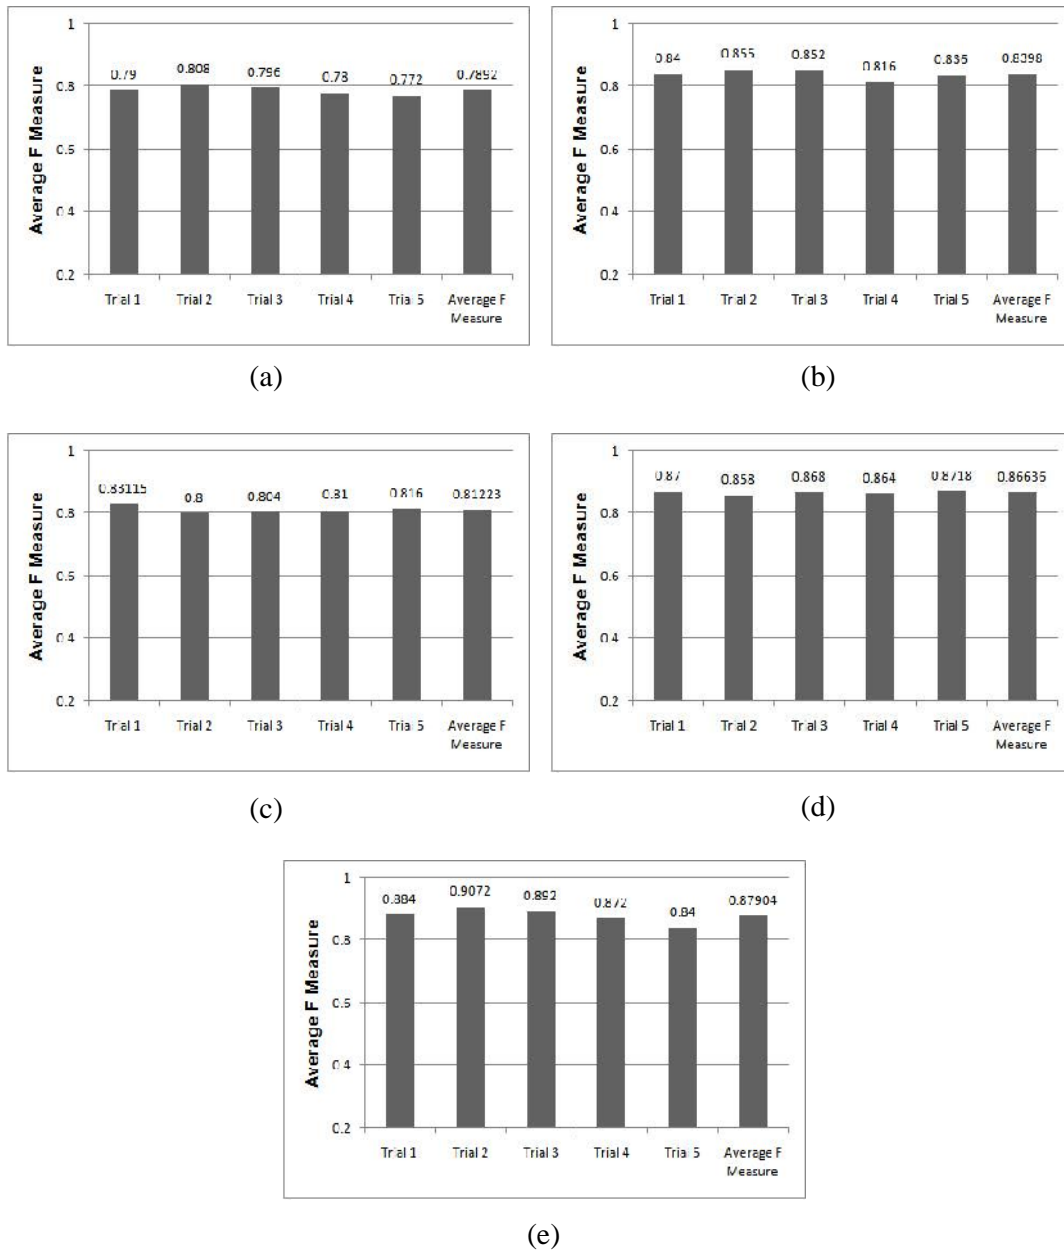 Average F Measure
1
0.8
0.6
0.4
0.2
0.79
0.808
0.796
0.78
0.772
0.7892
Trial 1
Trial 2
Trial 3
Trial 4
Trial 5
Average F
Measure
(a)
Average F Measure
1
0.8
0.6
0.4
0.2
0.84
0.855
0.852
0.816
0.836
0.8398
Trial 1
Trial 2
Trial 3
Trial 4
Trial 5
Average F
Measure
(b)
Average F Measure
1
0.8
0.6
0.4
0.2
0.83115
0.8
0.804
0.81
0.816
0.81223
Trial 1
Trial 2
Trial 3
Trial 4
Trial 5
Average F
Measure
(c)
Average F Measure
1
0.8
0.6
0.4
0.2
0.87
0.858
0.868
0.864
0.8718
0.86636
Trial 1
Trial 2
Trial 3
Trial 4
Trial 5
Average F
Measure
(d)
Average F Measure
1
0.8
0.6
0.4
0.2
0.884
0.9072
0.892
0.872
0.84
0.87904
Trial 1
Trial 2
Trial 3
Trial 4
Trial 5
Average F
Measure
(e)